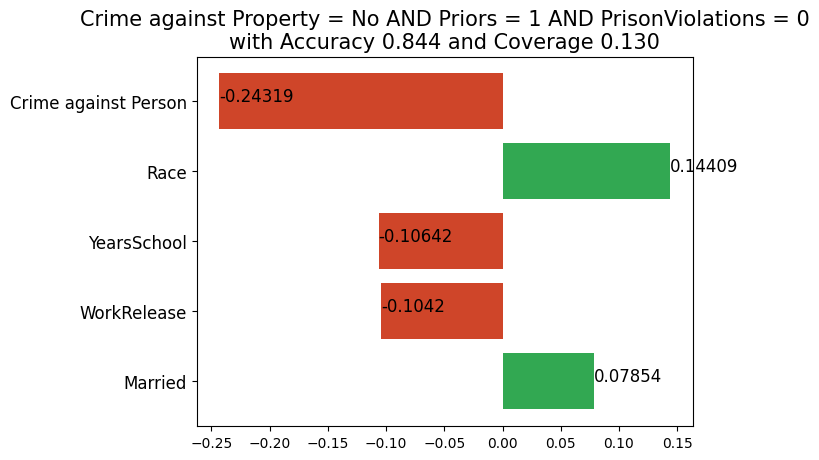 Crime against Property = No AND Priors = 1 AND PrisonViolations = 0
with Accuracy 0.844 and Coverage 0.130
Crime against Person
-0.24319
Race
0.14409
YearsSchool
-0.10642
WorkRelease
-0.1042
Married
0.07854
−0.25 −0.20 −0.15 −0.10 −0.05 0.00 0.05 0.10 0.15